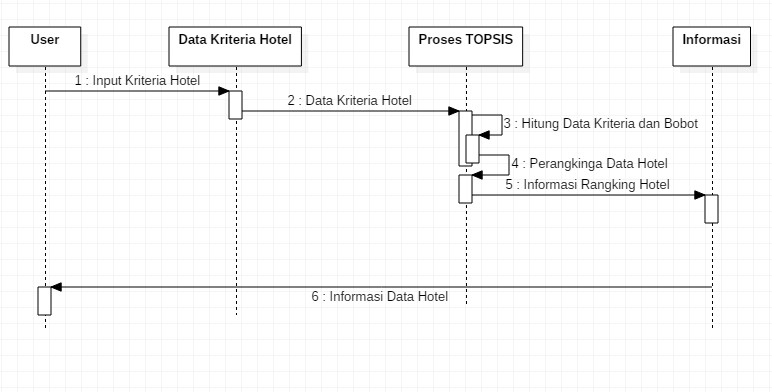 User
Data Kriteria Hotel
Proses TOPSIS
Informasi
1 : Input Kriteria Hotel
2 : Data Kriteria Hotel
3 : Hitung Data Kriteria dan Bobot
4 : Perangkinga Data Hotel
5 : Informasi Rangking Hotel
6 : Informasi Data Hotel